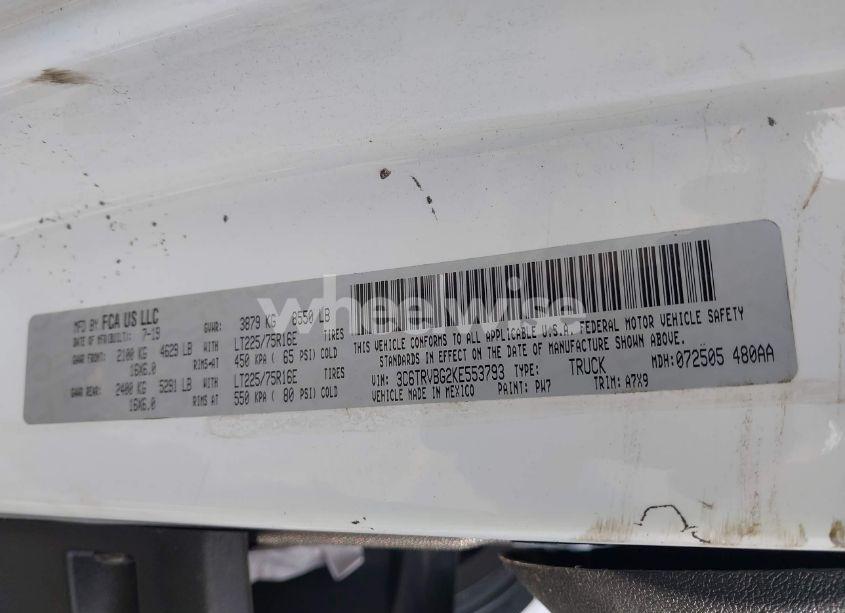 MFD BY: FCA US LLC
DATE OF MFR(BUILT): 7-19 GVWR: 3879 KG 8550 LB
GAWR FRONT: 2100 KG 4629 LB WITH LT225/75R16E TIRES
16X6.0 RIMS AT 450 KPA ( 65 PSI) COLD
GAWR REAR: 2400 KG 5291 LB WITH LT225/75R16E TIRES
16X6.0 RIMS AT 550 KPA ( 80 PSI) COLD
THIS VEHICLE CONFORMS TO ALL APPLICABLE U.S.A. FEDERAL MOTOR VEHICLE SAFETY
STANDARDS IN EFFECT ON THE DATE OF MANUFACTURE SHOWN ABOVE.
VIN: 3C6TRVBG2KE553793 TYPE: TRUCK MDH: 072505 480AA
VEHICLE MADE IN MEXICO PAINT: PW7 TRIM: A7X9
wheelwise